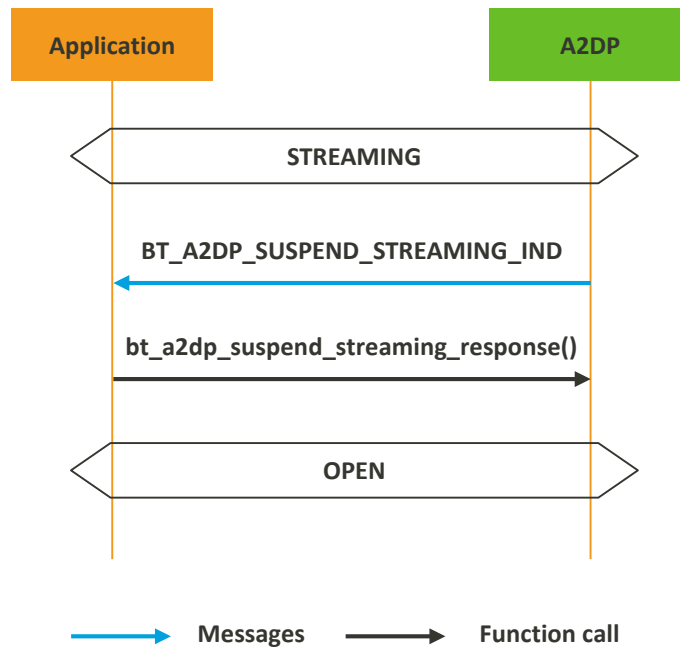 Application
A2DP
STREAMING
BT_A2DP_SUSPEND_STREAMING_IND
bt_a2dp_suspend_streaming_response()
OPEN
Messages
Function call